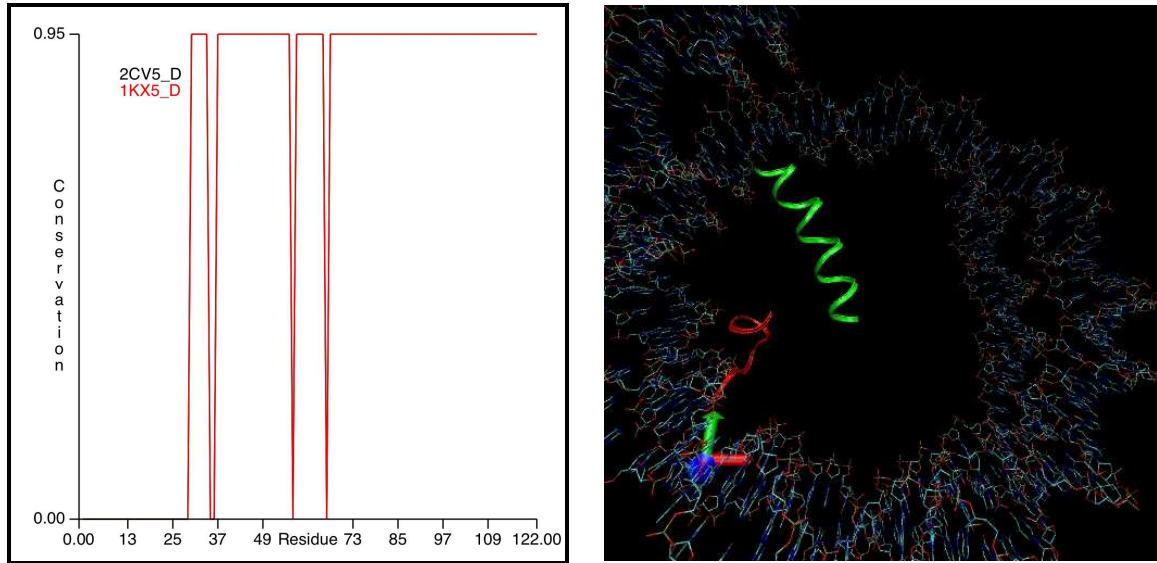 0.95
2CV5_D
1KX5_D
Conservation
0.00
0.00 13 25 37 49 Residue 73 85 97 109 122.00